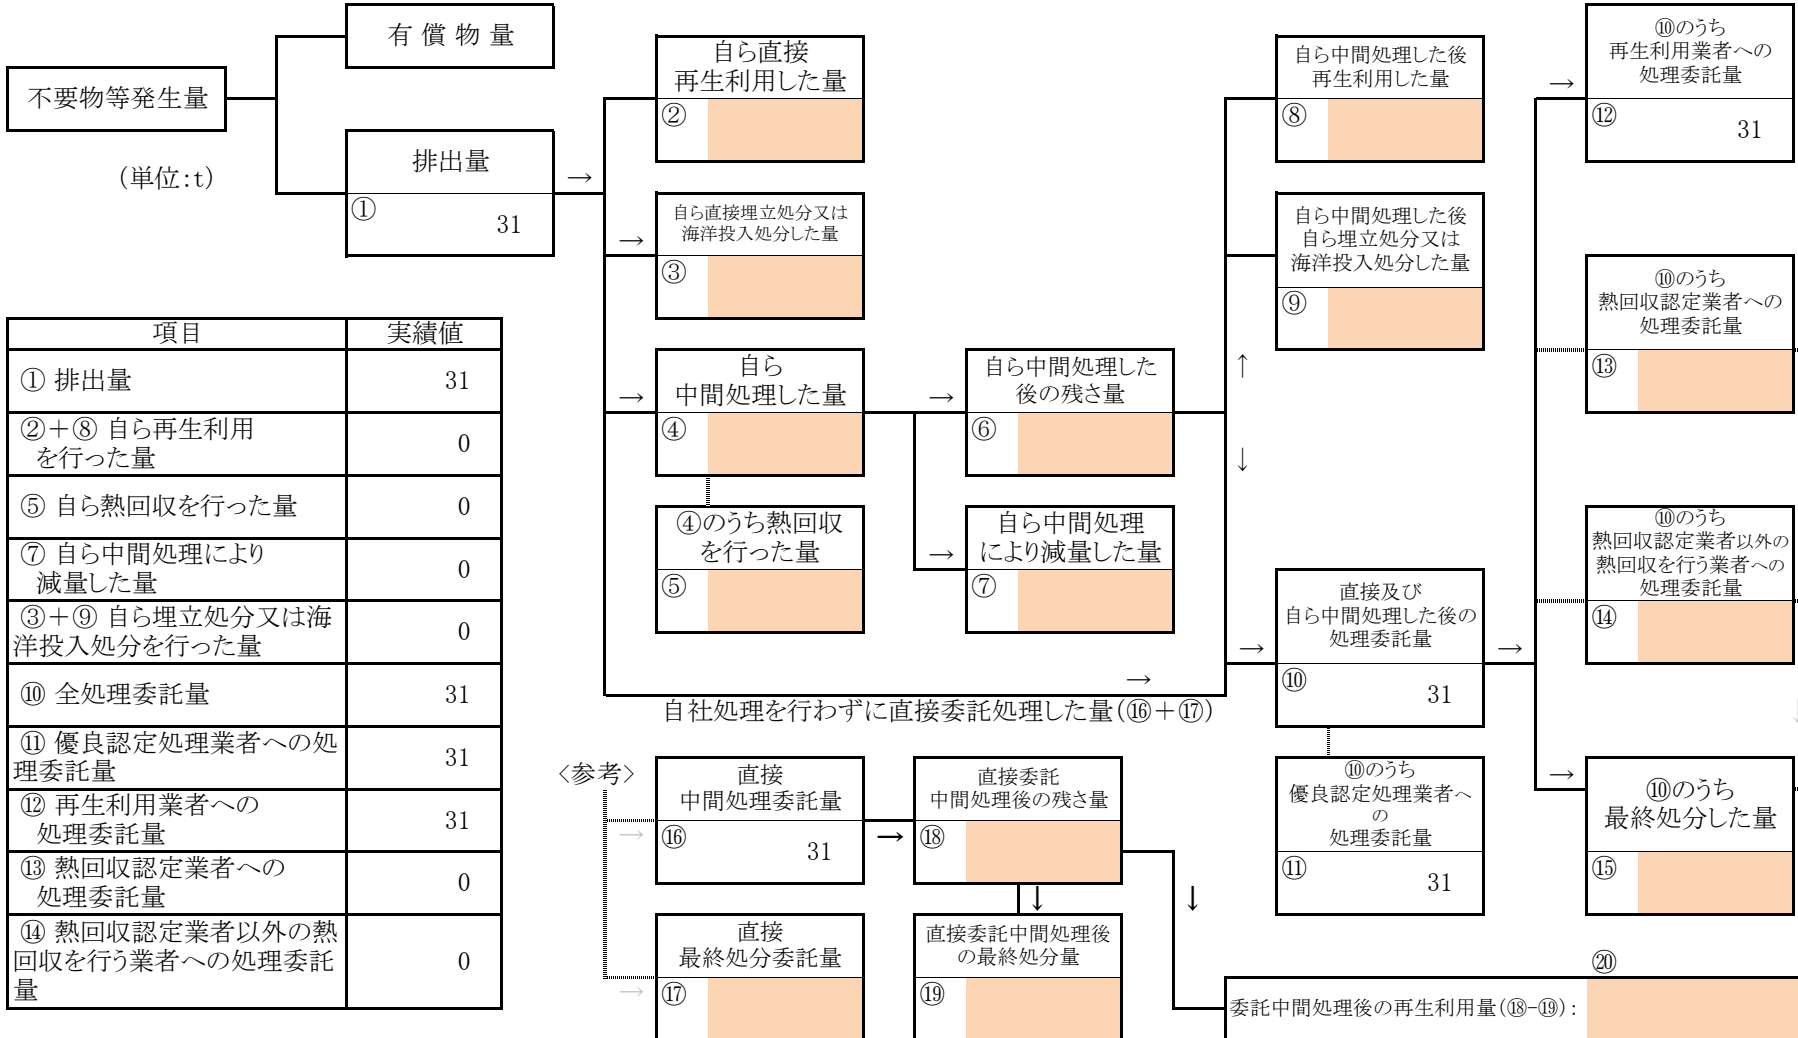 不要物等発生量
有 償 物 量
(単位:t)
排出量
①
31
→
自ら直接
再生利用した量
②
→
自ら直接埋立処分又は
海洋投入処分した量
③
→
自ら
中間処理した量
④
④のうち熱回収
を行った量
⑤
→
自ら中間処理した
後の残さ量
⑥
→
自ら中間処理
により減量した量
⑦
自ら中間処理した後
再生利用した量
⑧
自ら中間処理した後
自ら埋立処分又は
海洋投入処分した量
⑨
↑
↓
→
自社処理を行わずに直接委託処理した量(⑯+⑰)
→
直接及び
自ら中間処理した後の
処理委託量
⑩
31
→
⑩のうち
優良認定処理業者へ
の
処理委託量
⑪
31
→
⑩のうち
再生利用業者への
処理委託量
⑫
31
⑩のうち
熱回収認定業者への
処理委託量
⑬
⑩のうち
熱回収認定業者以外の
熱回収を行う業者への
処理委託量
⑭
↓
→
⑩のうち
最終処分した量
⑮
項目 実績値
① 排出量 31
②+⑧ 自ら再生利用
を行った量 0
⑤ 自ら熱回収を行った量 0
⑦ 自ら中間処理により
減量した量 0
③+⑨ 自ら埋立処分又は海
洋投入処分を行った量 0
⑩ 全処理委託量 31
⑪ 優良認定処理業者への処
理委託量 31
⑫ 再生利用業者への
処理委託量 31
⑬ 熱回収認定業者への
処理委託量 0
⑭ 熱回収認定業者以外の熱
回収を行う業者への処理委託
量 0
<参考>
→
直接
中間処理委託量
⑯
31
→
直接委託
中間処理後の残さ量
⑱
↓
↓
→
直接
最終処分委託量
⑰
直接委託中間処理後
の最終処分量
⑲
⑳
委託中間処理後の再生利用量(⑱-⑲):